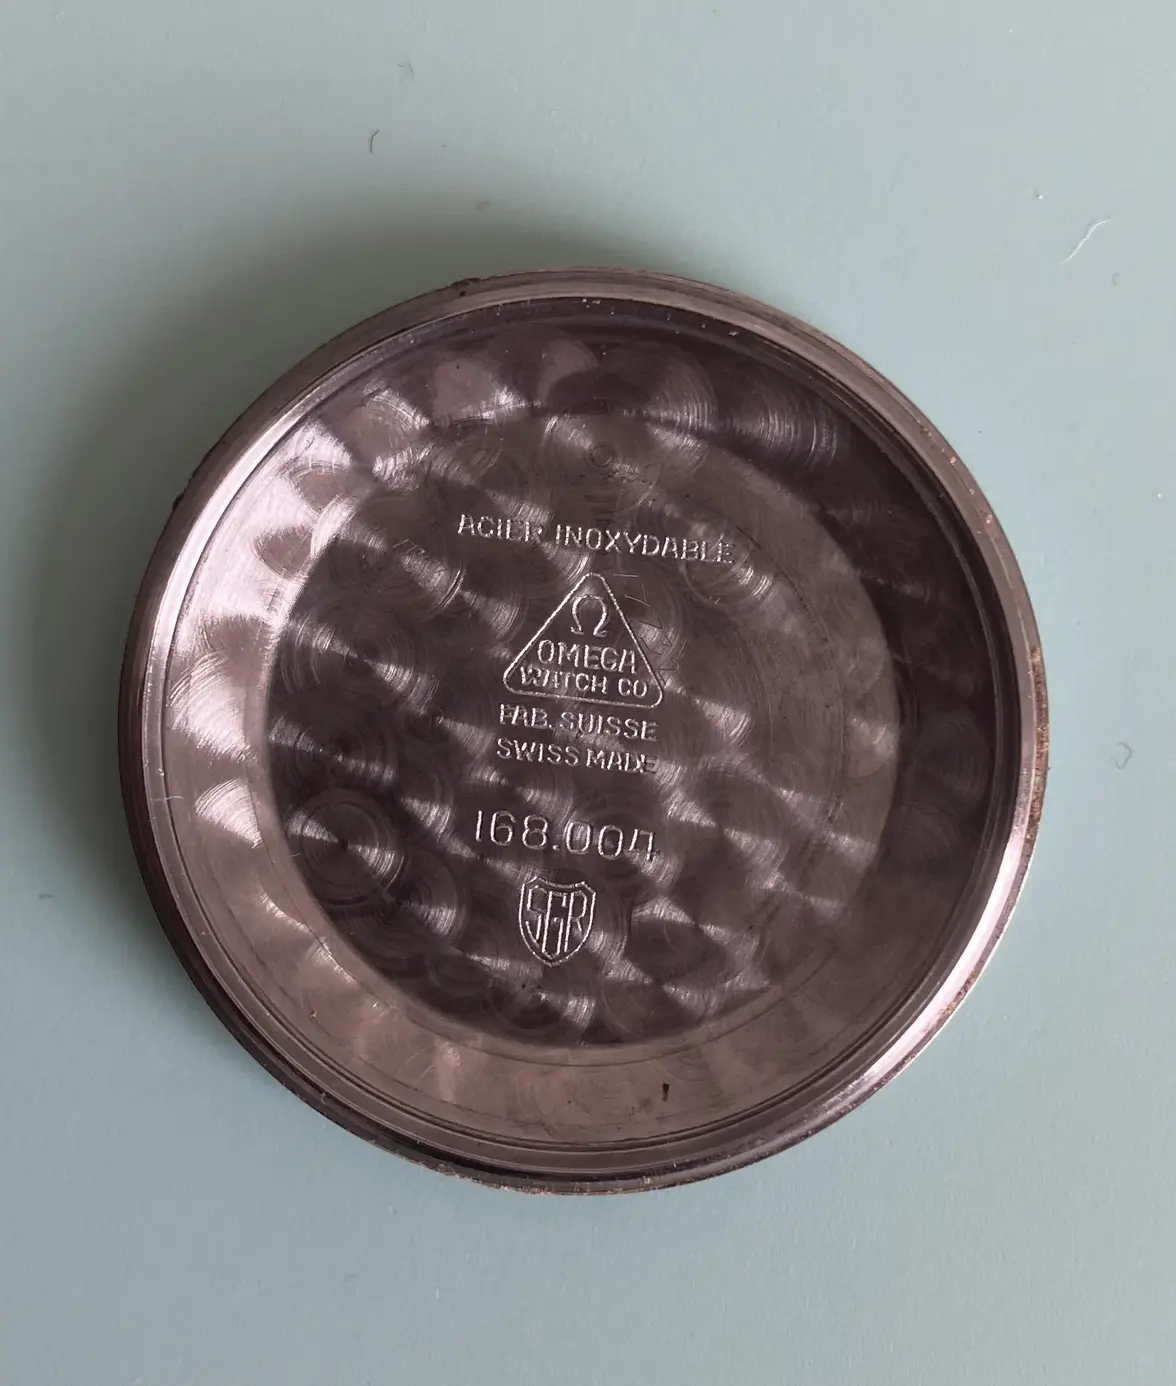 ACIER INOXYDABLE
Ω
OMEGA
WATCH CO
FAB. SUISSE
SWISS MADE
168.004
SGR